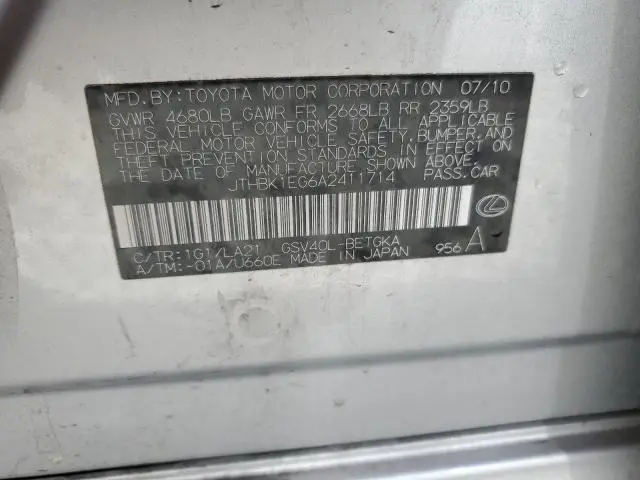 MFD. BY: TOYOTA MOTOR CORPORATION 07/10
GVWR 4680LB GAWR FR 2668LB RR 2359LB
THIS VEHICLE CONFORMS TO ALL APPLICABLE
FEDERAL MOTOR VEHICLE SAFETY, BUMPER, AND
THEFT PREVENTION STANDARDS IN EFFECT ON
THE DATE OF MANUFACTURE SHOWN ABOVE.
JTHBK1EG6A2411714 PASS. CAR
C/TR: 1G1/LA21 GSV40L-BETGKA
A/TM: -01A/U660E MADE IN JAPAN 956 A